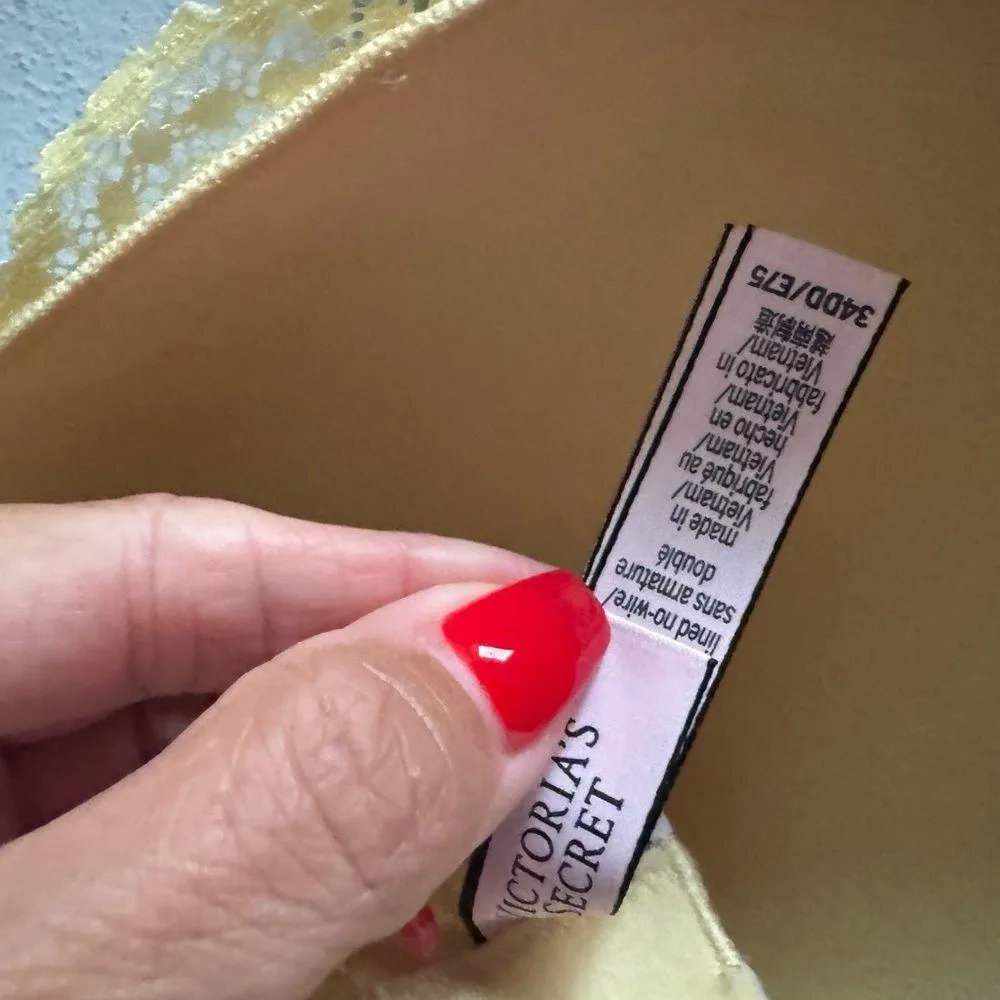 VICTORIA'S
SECRET
lined no-wire/
sans armature
doublé
made in
Vietnam/
fabriqué au
Vietnam/
hecho en
Vietnam/
fabbricato in
Vietnam/
越南製造
34DD/E75